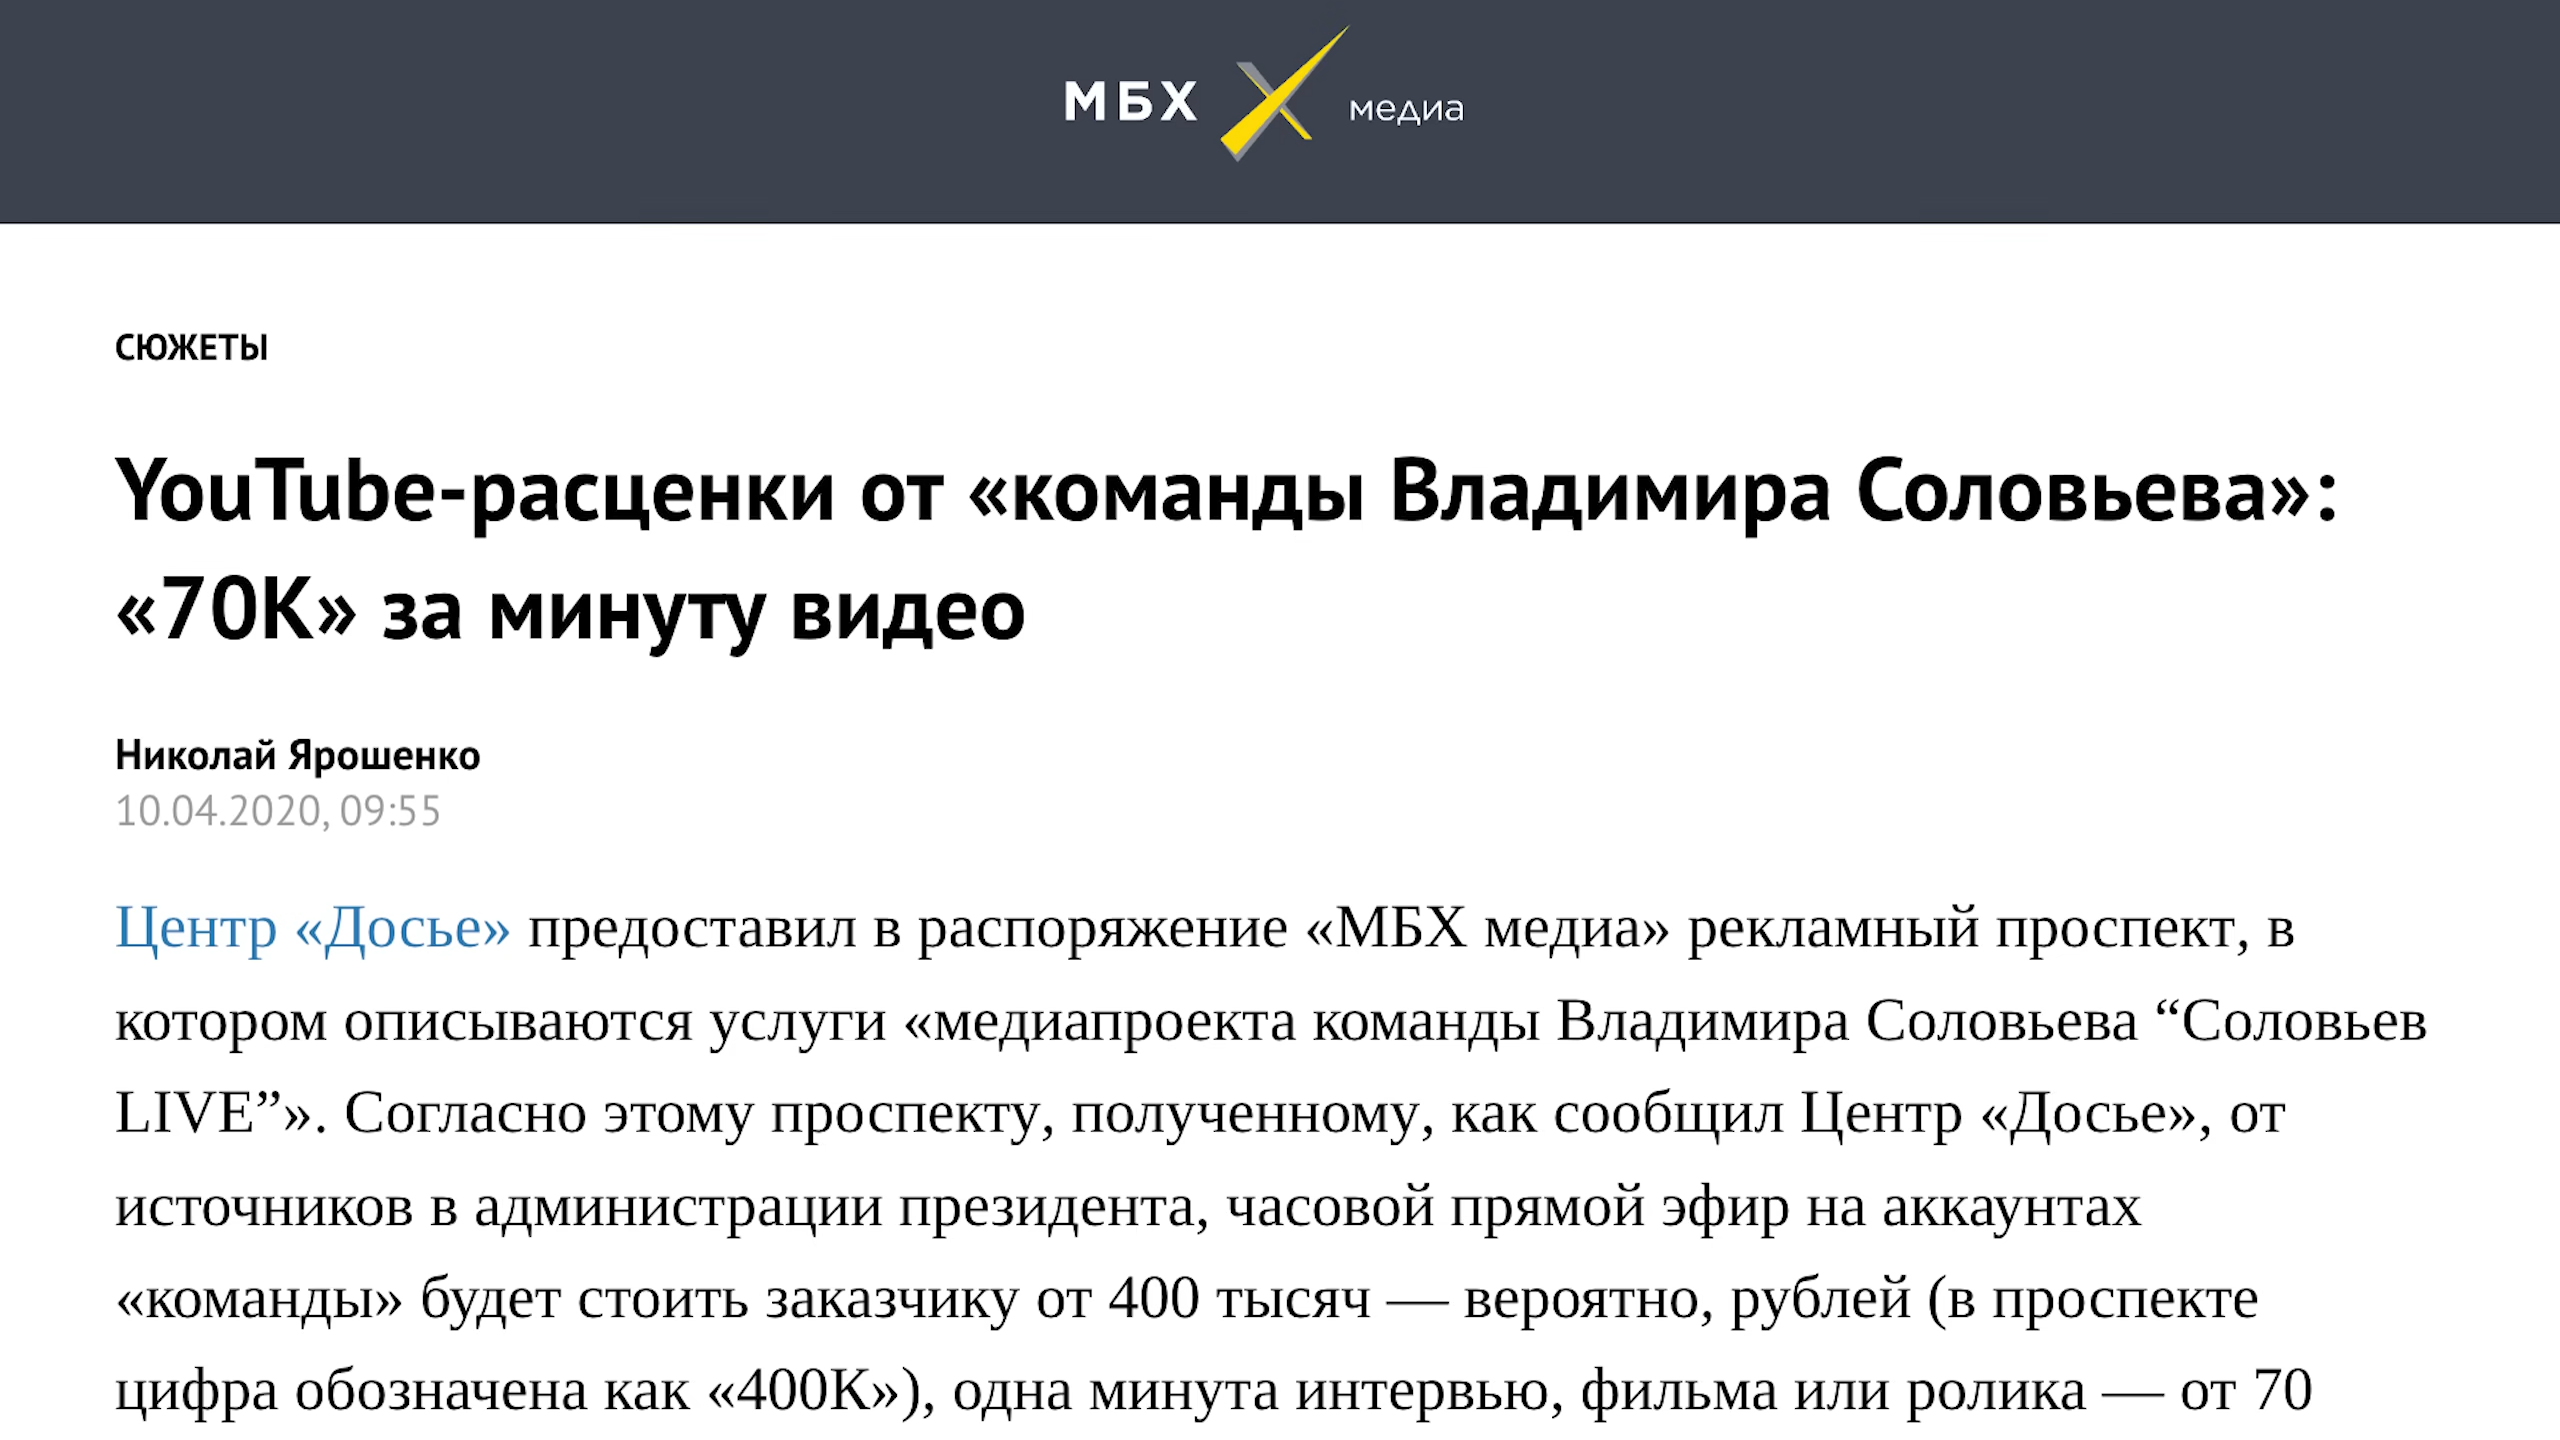 МБХ медиа
СЮЖЕТЫ
YouTube-расценки от «команды Владимира Соловьева»:
«70К» за минуту видео
Николай Ярошенко
10.04.2020, 09:55
Центр «Досье» предоставил в распоряжение «МБХ медиа» рекламный проспект, в
котором описываются услуги «медиапроекта команды Владимира Соловьева “Соловьев
LIVE”». Согласно этому проспекту, полученному, как сообщил Центр «Досье», от
источников в администрации президента, часовой прямой эфир на аккаунтах
«команды» будет стоить заказчику от 400 тысяч — вероятно, рублей (в проспекте
цифра обозначена как «400К»), одна минута интервью, фильма или ролика — от 70